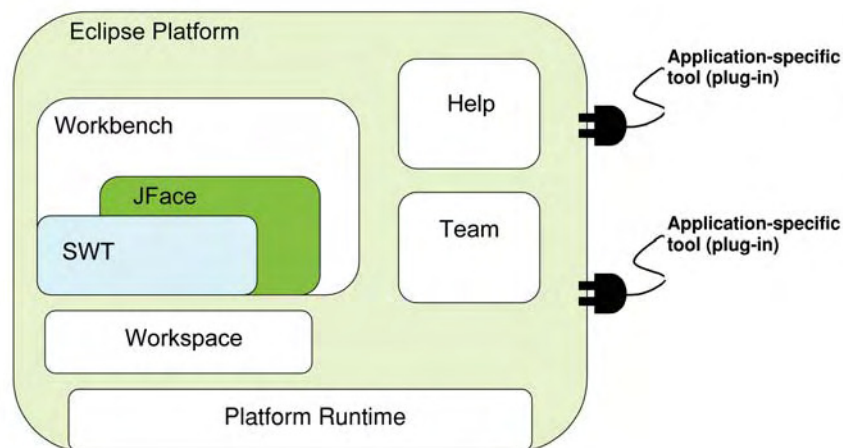 Eclipse Platform
Workbench
JFace
SWT
Workspace
Platform Runtime
Help
Team
Application-specific
tool (plug-in)
Application-specific
tool (plug-in)